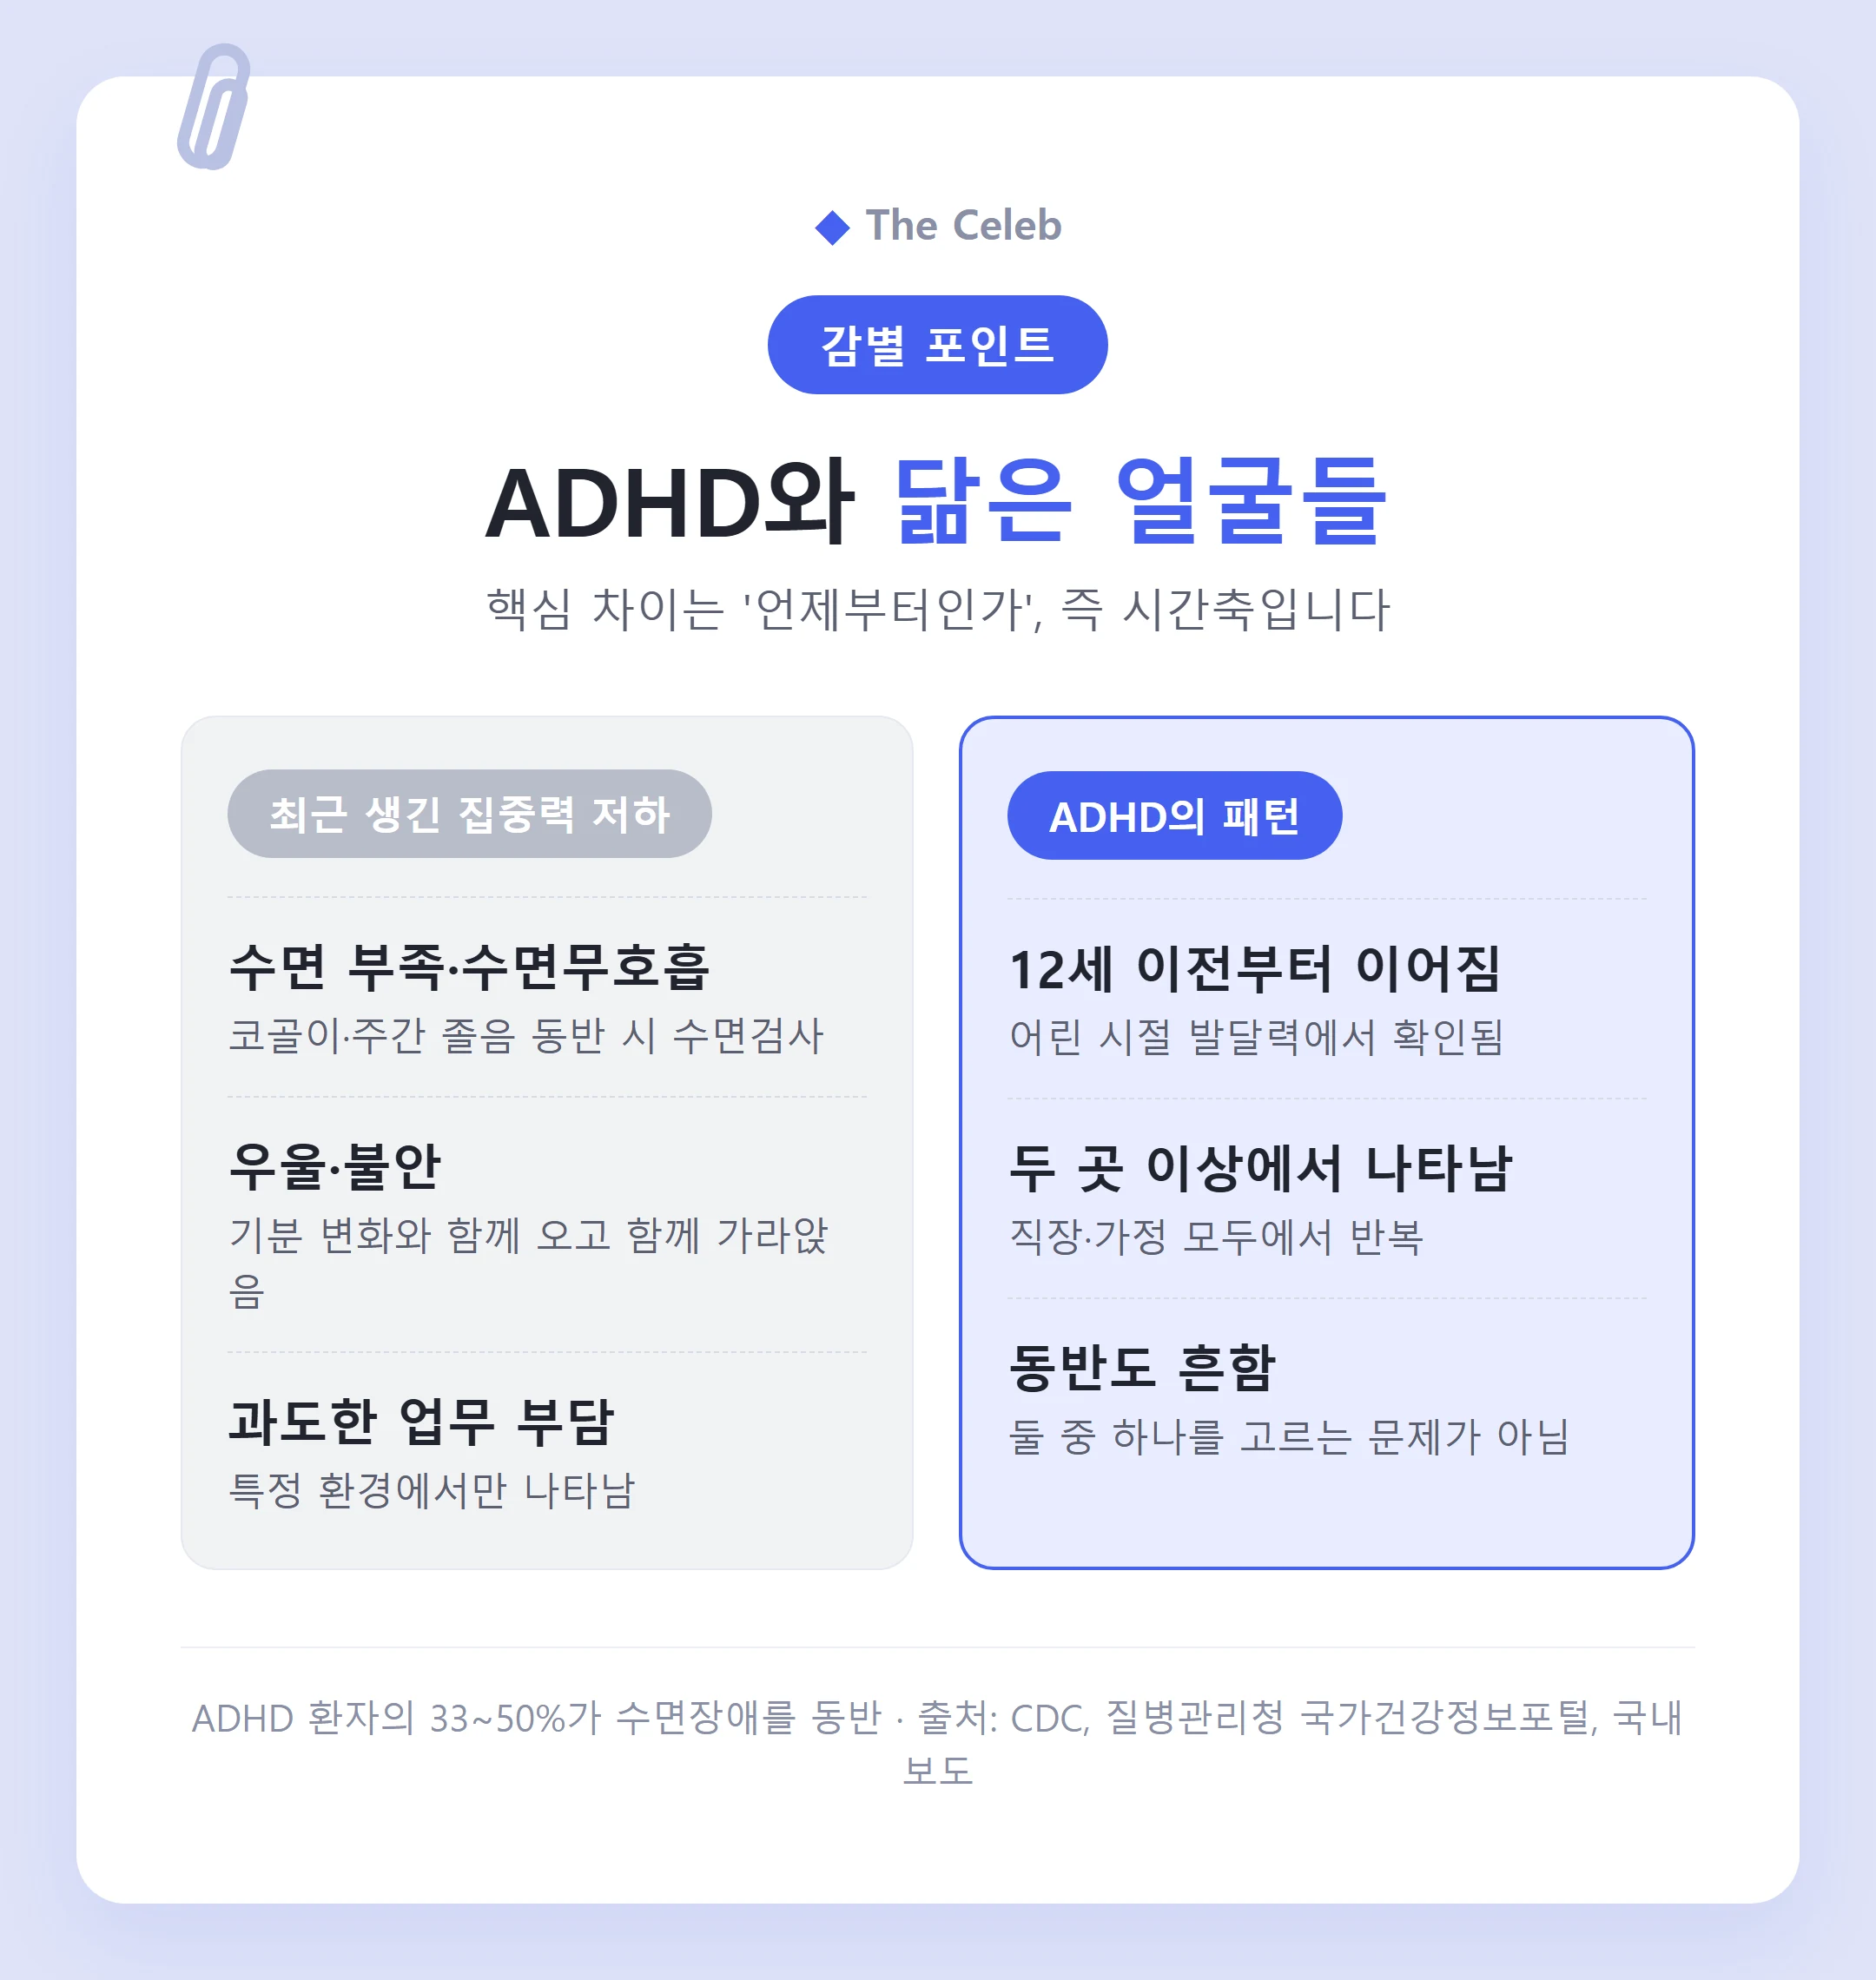 The Celeb
감별 포인트
ADHD와 닮은 얼굴들
핵심 차이는 '언제부터인가', 즉 시간축입니다
최근 생긴 집중력 저하
수면 부족·수면무호흡
코골이·주간 졸음 동반 시 수면검사
우울·불안
기분 변화와 함께 오고 함께 가라앉
음
과도한 업무 부담
특정 환경에서만 나타남
ADHD의 패턴
12세 이전부터 이어짐
어린 시절 발달력에서 확인됨
두 곳 이상에서 나타남
직장·가정 모두에서 반복
동반도 흔함
둘 중 하나를 고르는 문제가 아님
ADHD 환자의 33~50%가 수면장애를 동반 · 출처: CDC, 질병관리청 국가건강정보포털, 국내
보도